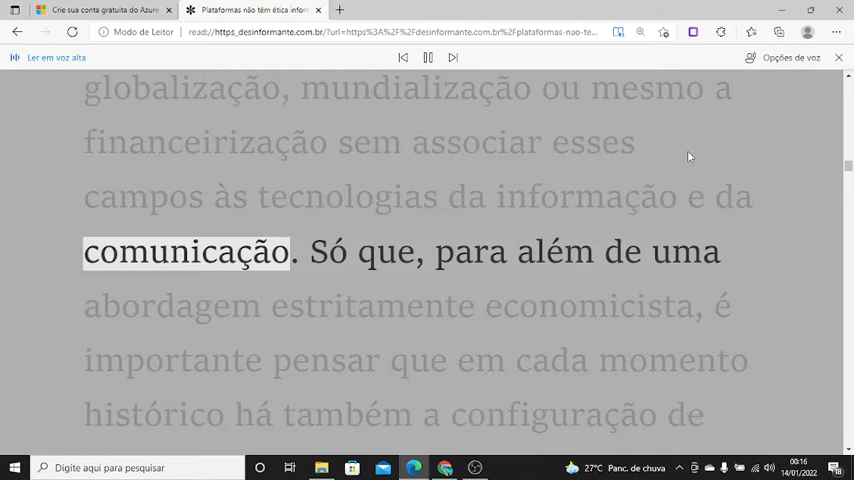 Crie sua conta gratuita do Azure
Plataformas não têm ética inform
Modo de Leitor
read://https_desinformante.com.br/?url=https%3A%2F%2Fdesinformante.com.br%2Fplataformas-nao-te...
Ler em voz alta
Opções de voz
globalização, mundialização ou mesmo a
financeirização sem associar esses
campos às tecnologias da informação e da
comunicação. Só que, para além de uma
abordagem estritamente economicista, é
importante pensar que em cada momento
histórico há também a configuração de
Digite aqui para pesquisar
27°C Panc. de chuva
00:16
14/01/2022
18